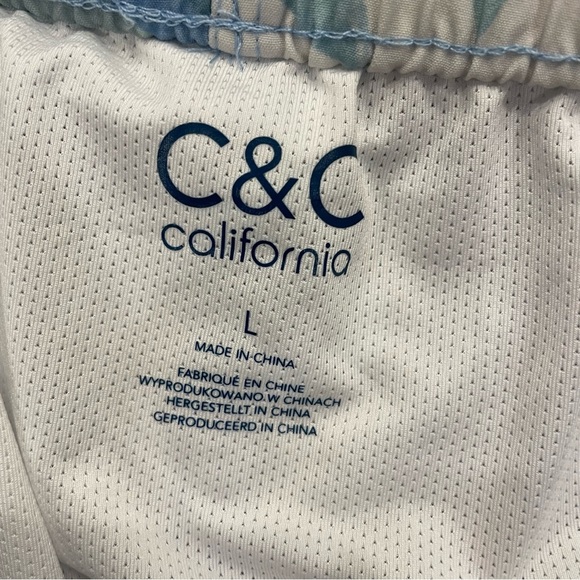 C&C
california
L
MADE IN CHINA
FABRIQUÉ EN CHINE
WYPRODUKOWANO W CHINACH
HERGESTELLT IN CHINA
GEPRODUCEERD IN CHINA